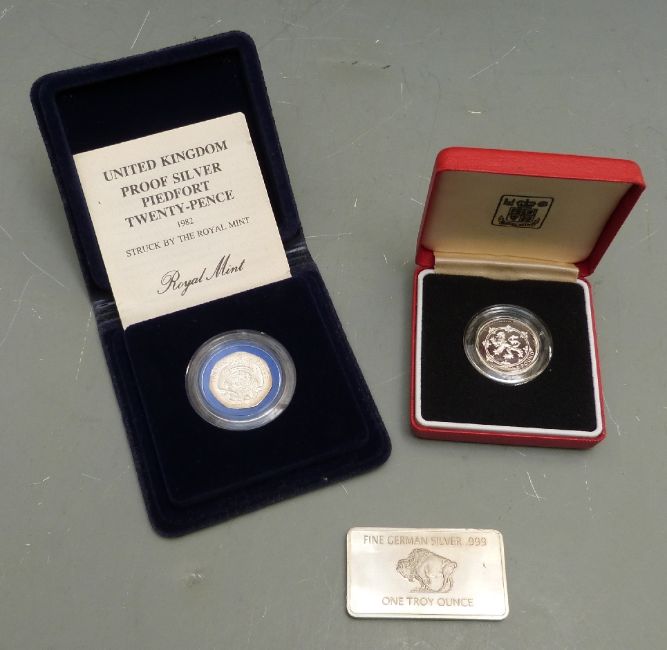 UNITED KINGDOM
PROOF SILVER
PIEDFORT
TWENTY-PENCE
1982
STRUCK BY THE ROYAL MINT
Royal Mint
FINE GERMAN SILVER .999
ONE TROY OUNCE